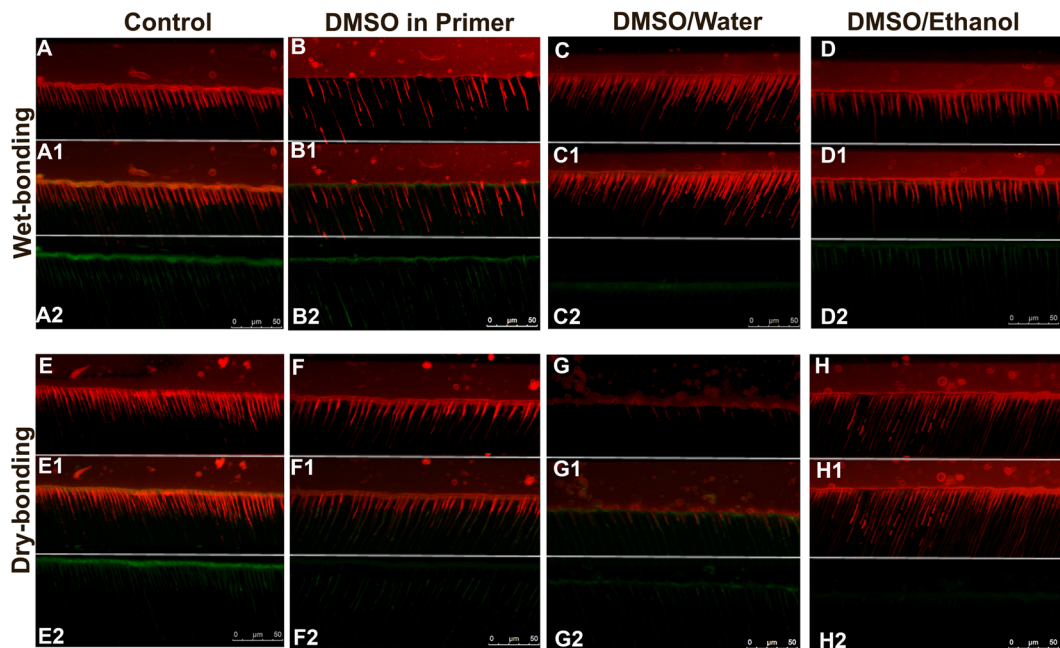 Control DMSO in Primer DMSO/Water DMSO/Ethanol
Wet-bonding
A B C D
A1 B1 C1 D1
A2 B2 C2 D2
0 µm 50 0 µm 50 0 µm 50 0 µm 50
Dry-bonding
E F G H
E1 F1 G1 H1
E2 F2 G2 H2
0 µm 50 0 µm 50 0 µm 50 0 µm 50